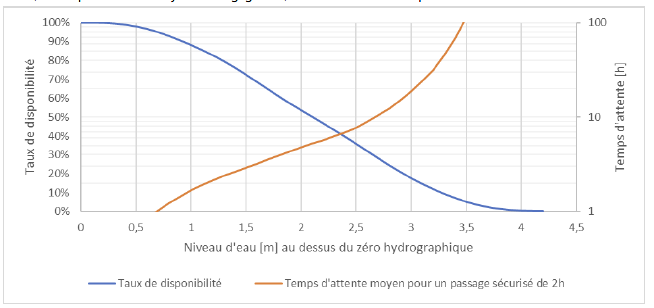 100%
90%
80%
70%
60%
50%
40%
30%
20%
10%
0%
Taux de disponibilité
100
10
1
Temps d'attente [h]
0 0,5 1 1,5 2 2,5 3 3,5 4 4,5
Niveau d'eau [m] au dessus du zéro hydrographique
Taux de disponibilité Temps d'attente moyen pour un passage sécurisé de 2h